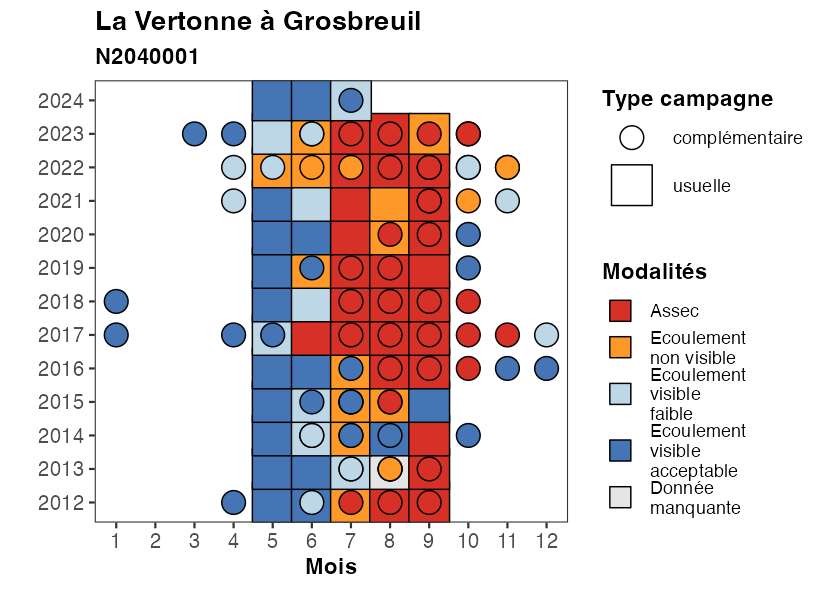 La Vertonne à Grosbreuil
N2040001
2024
2023
2022
2021
2020
2019
2018
2017
2016
2015
2014
2013
2012
1 2 3 4 5 6 7 8 9 10 11 12
Mois
Type campagne
complémentaire
usuelle
Modalités
Assec
Ecoulement
non visible
Ecoulement
visible
faible
Ecoulement
visible
acceptable
Donnée
manquante